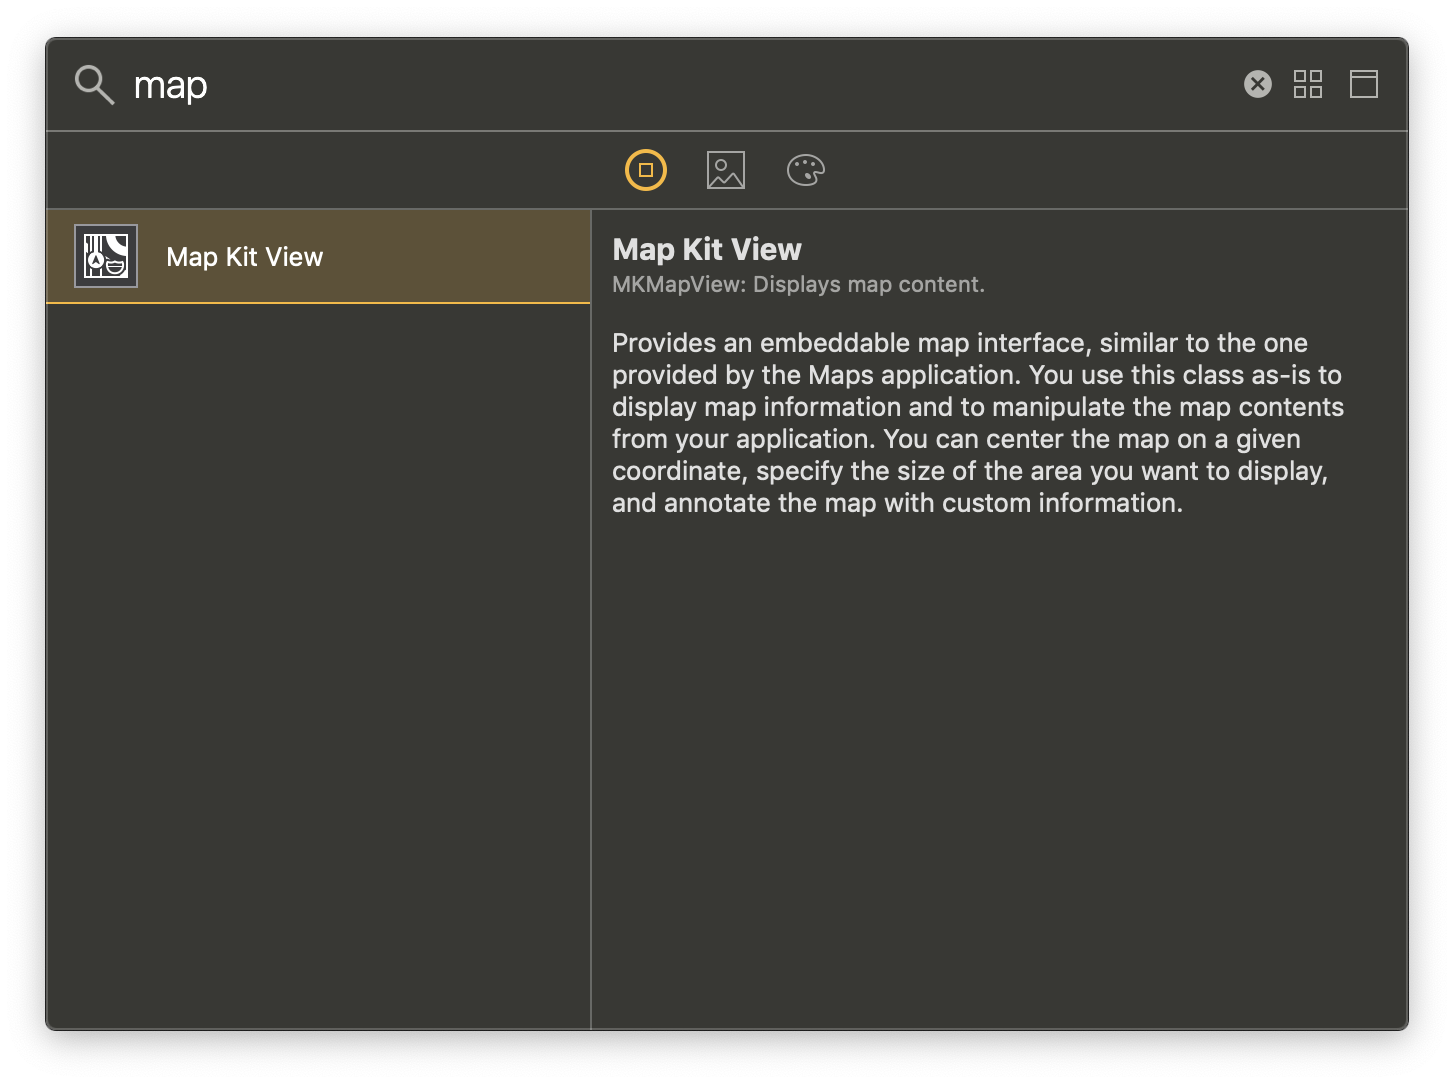 map
Map Kit View
Map Kit View
MKMapView: Displays map content.
Provides an embeddable map interface, similar to the one
provided by the Maps application. You use this class as-is to
display map information and to manipulate the map contents
from your application. You can center the map on a given
coordinate, specify the size of the area you want to display,
and annotate the map with custom information.